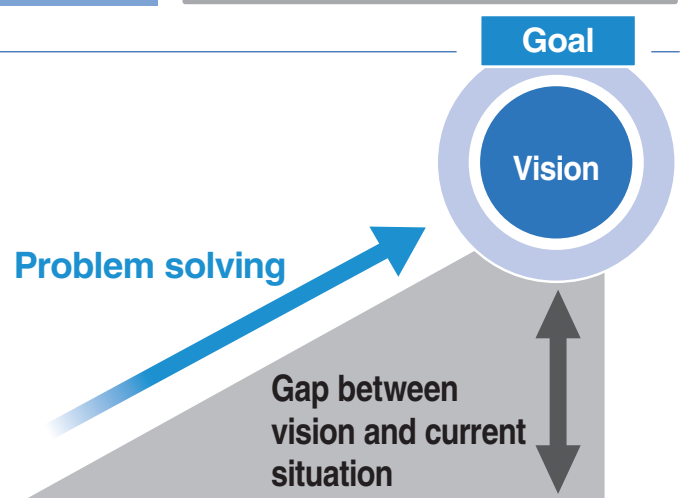 Goal
Vision
Problem solving
Gap between
vision and current
situation